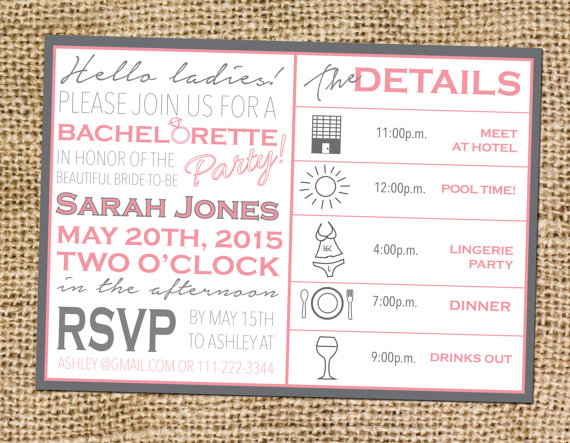 Hello ladies!
PLEASE JOIN US FOR A
BACHELORETTE
IN HONOR OF THE
BEAUTIFUL BRIDE-TO-BE
Party!
SARAH JONES
MAY 20TH, 2015
TWO O'CLOCK
in the afternoon
RSVP
BY MAY 15TH
TO ASHLEY AT
ASHLEY @GMAIL.COM OR 111-222-3344
the DETAILS
11:00p.m. MEET
AT HOTEL
12:00p.m. POOL TIME!
36C
4:00p.m. LINGERIE
PARTY
7:00p.m. DINNER
9:00p.m. DRINKS OUT